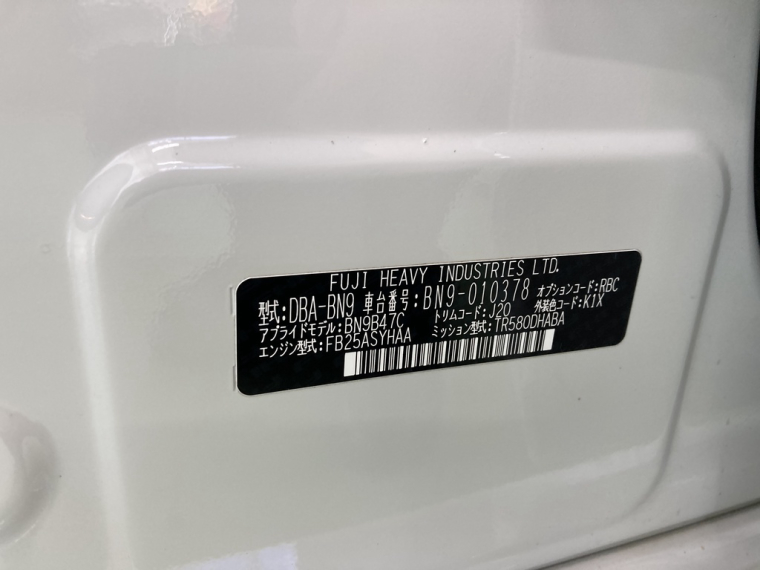 FUJI HEAVY INDUSTRIES LTD.
型式:DBA-BN9 車台番号:BN9-010378 オプションコード:RBC
アプライドモデル:BN9B47C トリムコード:J20 外装色コード:K1X
エンジン型式:FB25ASYHAA ミッション型式:TR580DHABA